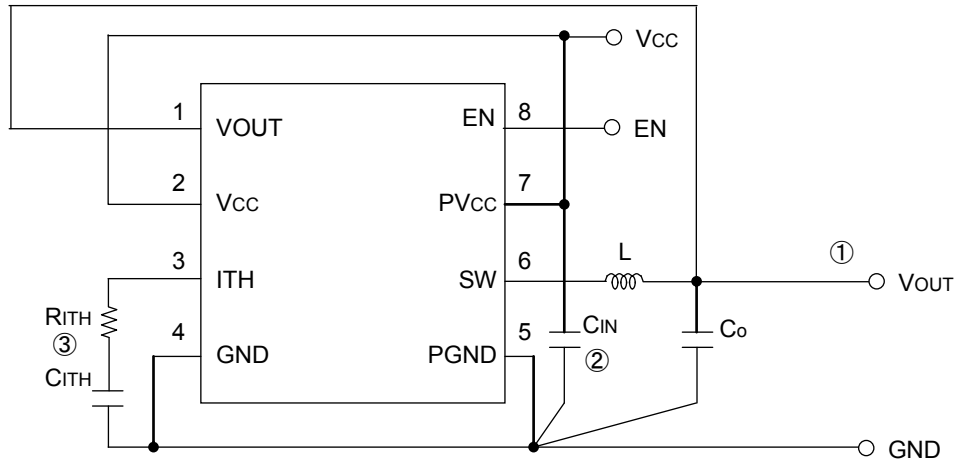 VCC
1
VOUT
EN
8
EN
2
VCC
PVCC
7
3
ITH
SW
6
L
①
VOUT
RITH
③
CITH
4
GND
PGND
5
CIN
②
Co
GND